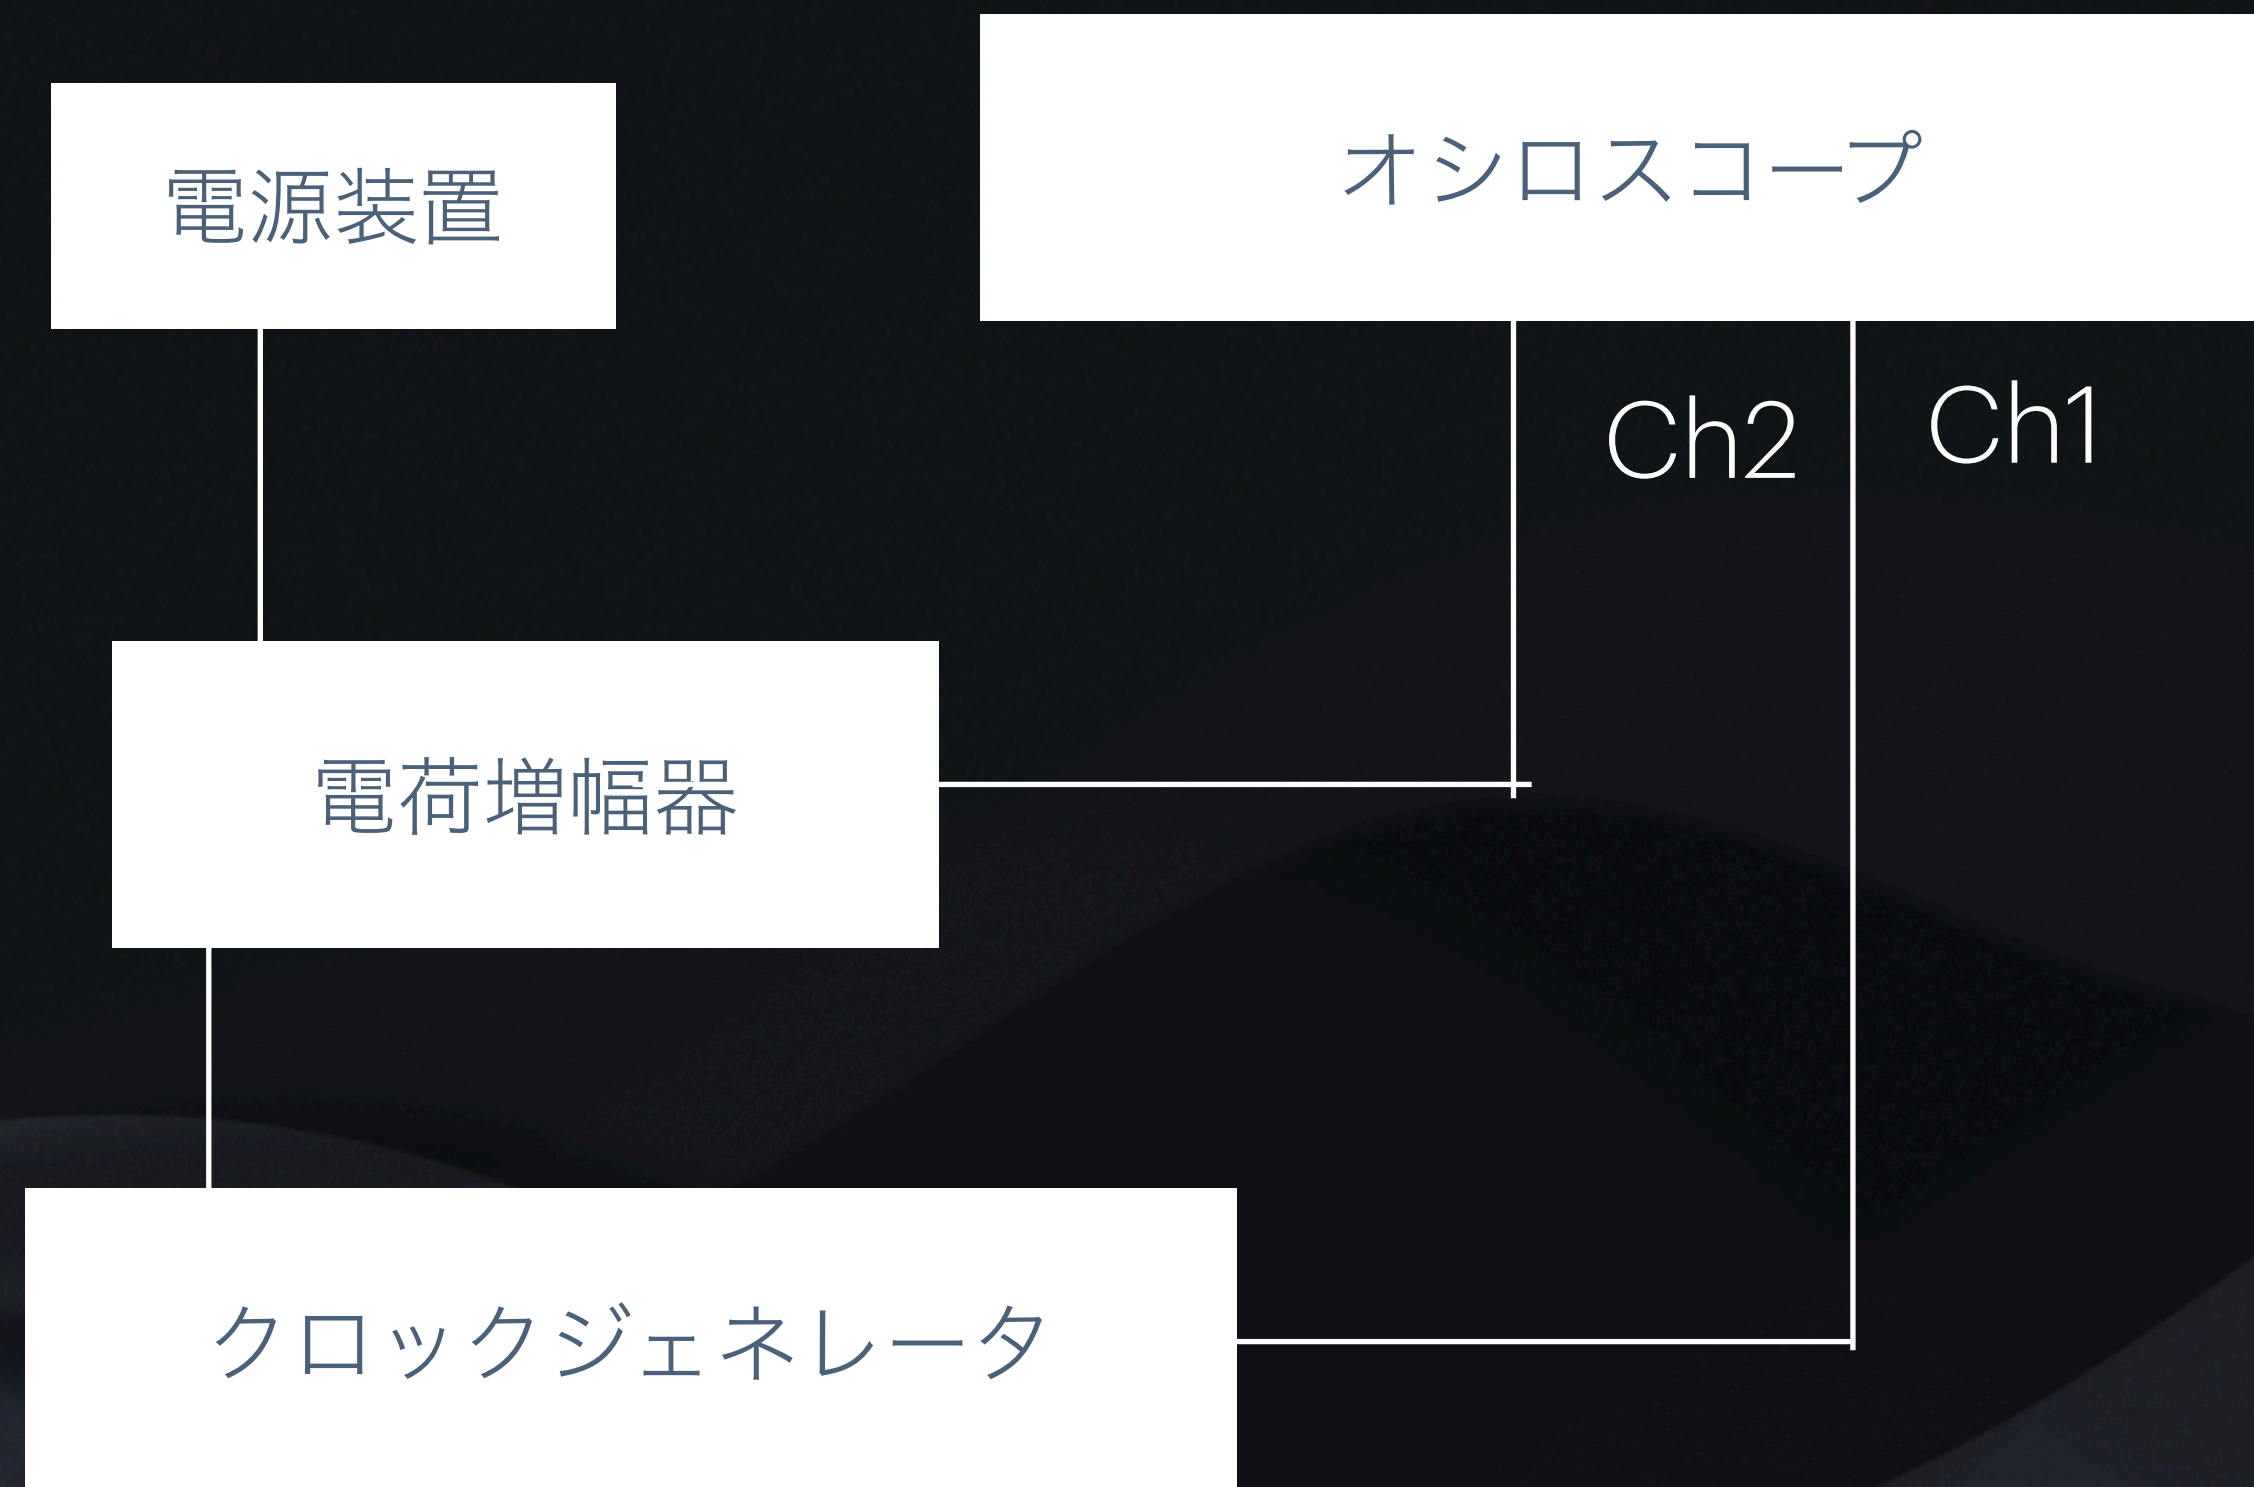 電源装置
オシロスコープ
Ch2
Ch1
電荷増幅器
クロックジェネレータ